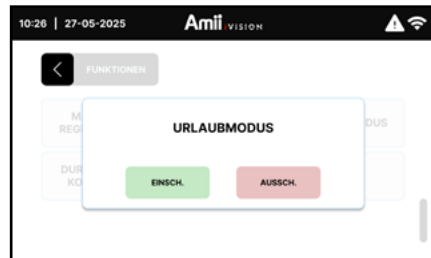 10:26 | 27-05-2025 Amii.VISION
FUNKTIONEN
URLAUBMODUS
EINSCH. AUSSCH.